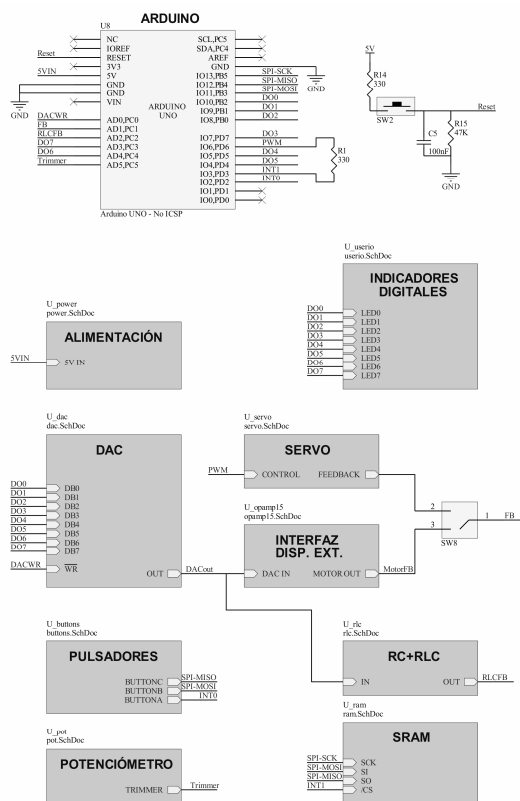 ARDUINO
U8
NC
IOREF
RESET
3V3
5V
GND
GND
VIN
AD0,PC0
AD1,PC1
AD2,PC2
AD3,PC3
AD4,PC4
AD5,PC5
ARDUINO
UNO
SCL,PC5
SDA,PC4
AREF
GND
IO13,PB5
IO12,PB4
IO11,PB3
IO10,PB2
IO9,PB1
IO8,PB0
IO7,PD7
IO6,PD6
IO5,PD5
IO4,PD4
IO3,PD3
IO2,PD2
IO1,PD1
IO0,PD0
Reset
5VIN
GND
DACWR
FB
RLCFB
DO7
DO6
Trimmer
SPI-SCK
SPI-MISO
SPI-MOSI
DO0
DO1
DO2
DO3
PWM
DO4
DO5
INT1
INT0
GND
R1
330
Arduino UNO - No ICSP
5V
R14
330
SW2
Reset
C5
100nF
R15
47K
GND
U_userio
userio.SchDoc
INDICADORES
DIGITALES
DO0
DO1
DO2
DO3
DO4
DO5
DO6
DO7
LED0
LED1
LED2
LED3
LED4
LED5
LED6
LED7
U_power
power.SchDoc
ALIMENTACIÓN
5VIN
5V IN
U_dac
dac.SchDoc
DAC
DO0
DO1
DO2
DO3
DO4
DO5
DO6
DO7
DB0
DB1
DB2
DB3
DB4
DB5
DB6
DB7
DACWR
WR
OUT
DACout
U_servo
servo.SchDoc
SERVO
PWM
CONTROL
FEEDBACK
U_opamp15
opamp15.SchDoc
INTERFAZ
DISP. EXT.
DAC IN
MOTOR OUT
MotorFB
2
3
1
FB
SW8
U_buttons
buttons.SchDoc
PULSADORES
BUTTONC
BUTTONB
BUTTONA
SPI-MISO
SPI-MOSI
INT0
U_rlc
rlc.SchDoc
RC+RLC
IN
OUT
RLCFB
U_pot
pot.SchDoc
POTENCIÓMETRO
TRIMMER
Trimmer
U_ram
ram.SchDoc
SRAM
SPI-SCK
SPI-MOSI
SPI-MISO
INT1
SCK
SI
SO
/CS